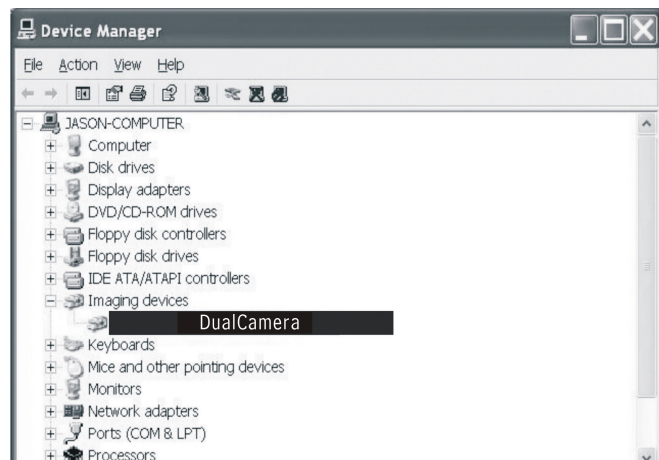 Device Manager
File Action View Help
JASON-COMPUTER
Computer
Disk drives
Display adapters
DVD/CD-ROM drives
Floppy disk controllers
Floppy disk drives
IDE ATA/ATAPI controllers
Imaging devices
DualCamera
Keyboards
Mice and other pointing devices
Monitors
Network adapters
Ports (COM & LPT)
Processors